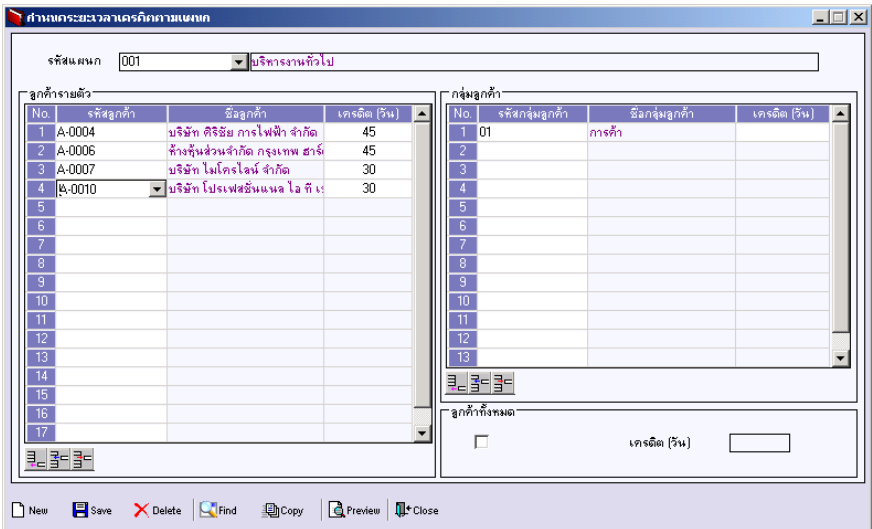 กำหนดระยะเวลาเครดิตตามแผนก
รหัสแผนก 001 บริหารงานทั่วไป
ลูกค้ารายตัว
No. รหัสลูกค้า ชื่อลูกค้า เครดิต (วัน)
1 A-0004 บริษัท ศิริชัย การไฟฟ้า จำกัด 45
2 A-0006 ห้างหุ้นส่วนจำกัด กรุงเทพ ฮาร์ 45
3 A-0007 บริษัท ไมโครไลน์ จำกัด 30
4 A-0010 บริษัท โปรเฟสชั่นแนล ไอ ที 30
5
6
7
8
9
10
11
12
13
14
15
16
17
กลุ่มลูกค้า
No. รหัสกลุ่มลูกค้า ชื่อกลุ่มลูกค้า เครดิต (วัน)
1 01 การค้า
2
3
4
5
6
7
8
9
10
11
12
13
ลูกค้าทั้งหมด
เครดิต (วัน)
New Save Delete Find Copy Preview Close